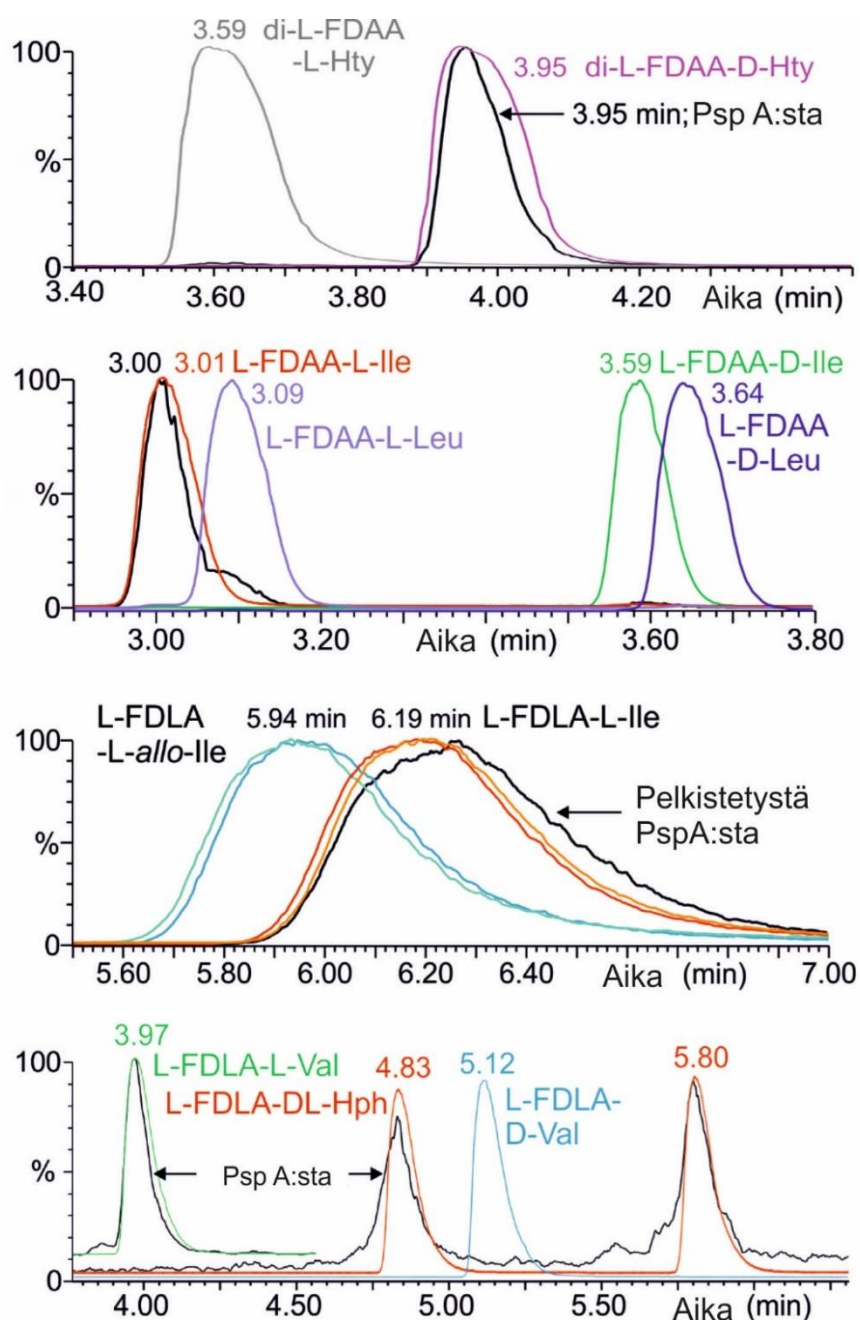 3.59 di-L-FDAA
-L-Hty
100
3.95 di-L-FDAA-D-Hty
3.95 min;Psp A:sta
%
0
3.40 3.60 3.80 4.00 4.20 Aika (min)
3.00 3.01 L-FDAA-L-Ile
3.59 L-FDAA-D-Ile
100
3.09
L-FDAA-L-Leu
3.64
L-FDAA
-D-Leu
%
0
3.00 3.20 Aika (min) 3.60 3.80
L-FDLA
-L-allo-Ile
5.94 min 6.19 min L-FDLA-L-Ile
100
Pelkistetystä
PspA:sta
%
0
5.60 5.80 6.00 6.20 6.40 Aika (min) 7.00
3.97
100
L-FDLA-L-Val
L-FDLA-DL-Hph
4.83
5.12
L-FDLA-
D-Val
5.80
%
Psp A:sta
0
4.00 4.50 5.00 5.50 Aika (min)